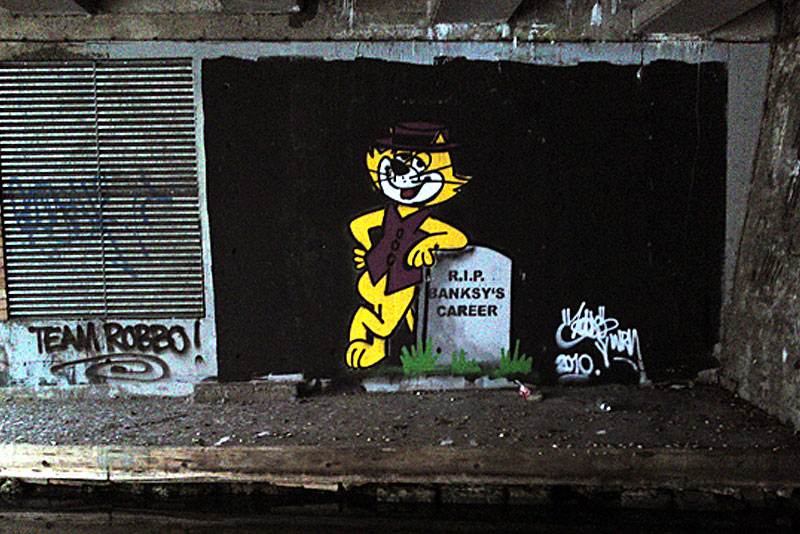 R.I.P.
BANKSY'S
CAREER
TEAM ROBBO!
2010.